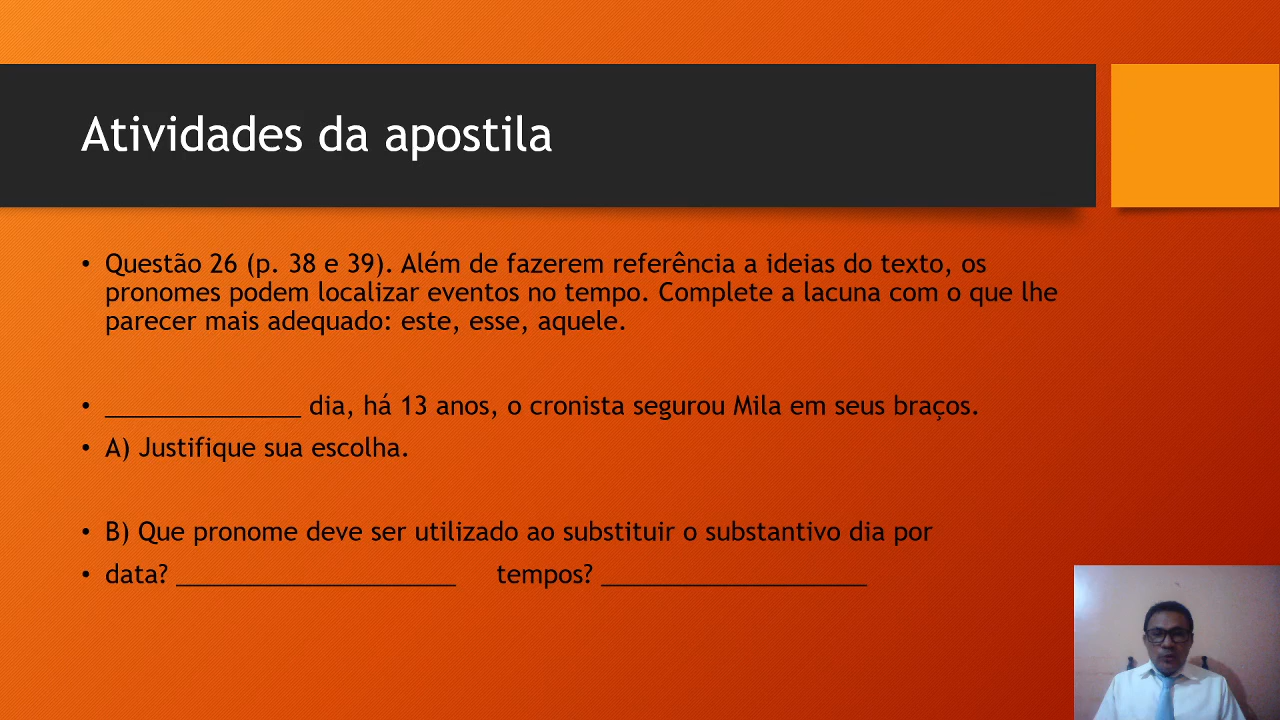 Atividades da apostila
• Questão 26 (p. 38 e 39). Além de fazerem referência a ideias do texto, os
pronomes podem localizar eventos no tempo. Complete a lacuna com o que lhe
parecer mais adequado: este, esse, aquele.
• ______________ dia, há 13 anos, o cronista segurou Mila em seus braços.
• A) Justifique sua escolha.
• B) Que pronome deve ser utilizado ao substituir o substantivo dia por
• data? ____________________ tempos? ___________________